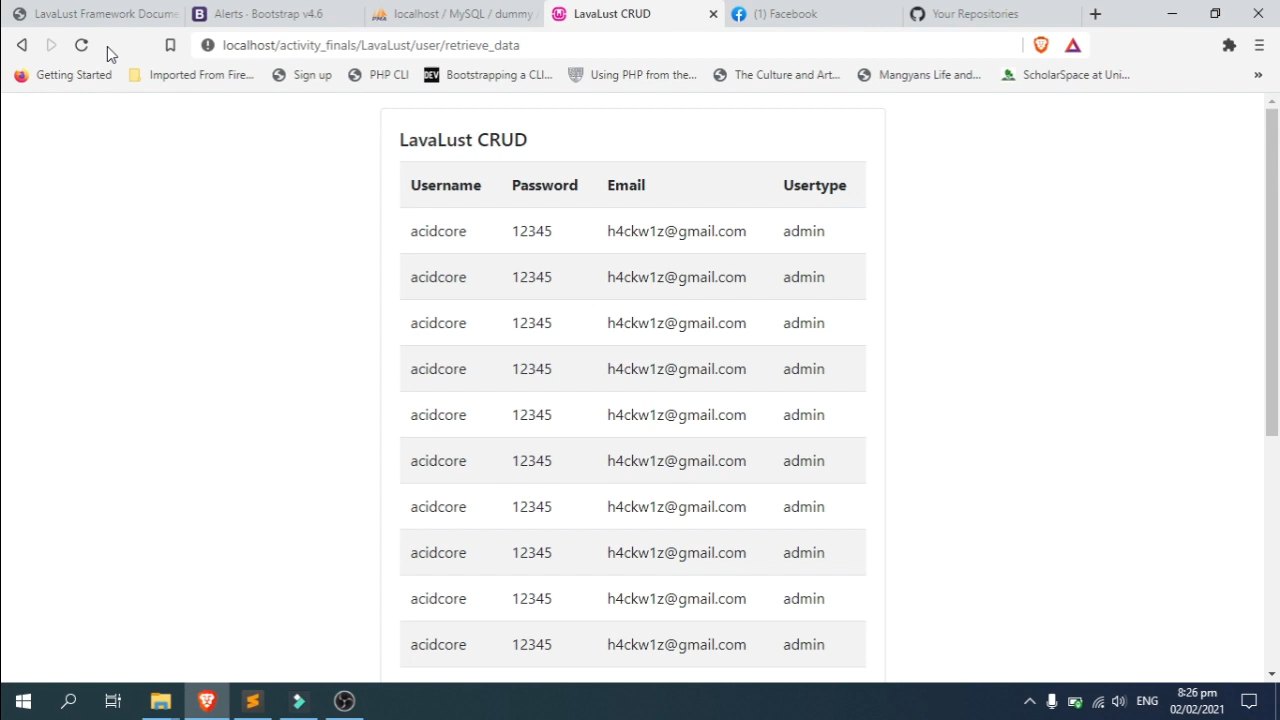 LavaLust Framework Docume
Alerts · Bootstrap v4.6
localhost / MySQL / dummy
LavaLust CRUD
(1) Facebook
Your Repositories
localhost/activity_finals/LavaLust/user/retrieve_data
Getting Started
Imported From Fire...
Sign up
PHP CLI
DEV
Bootstrapping a CLI...
Using PHP from the...
The Culture and Art...
Mangyans Life and...
ScholarSpace at Uni...
LavaLust CRUD
Username Password Email Usertype
acidcore 12345 h4ckw1z@gmail.com admin
acidcore 12345 h4ckw1z@gmail.com admin
acidcore 12345 h4ckw1z@gmail.com admin
acidcore 12345 h4ckw1z@gmail.com admin
acidcore 12345 h4ckw1z@gmail.com admin
acidcore 12345 h4ckw1z@gmail.com admin
acidcore 12345 h4ckw1z@gmail.com admin
acidcore 12345 h4ckw1z@gmail.com admin
acidcore 12345 h4ckw1z@gmail.com admin
acidcore 12345 h4ckw1z@gmail.com admin
ENG
8:26 pm
02/02/2021